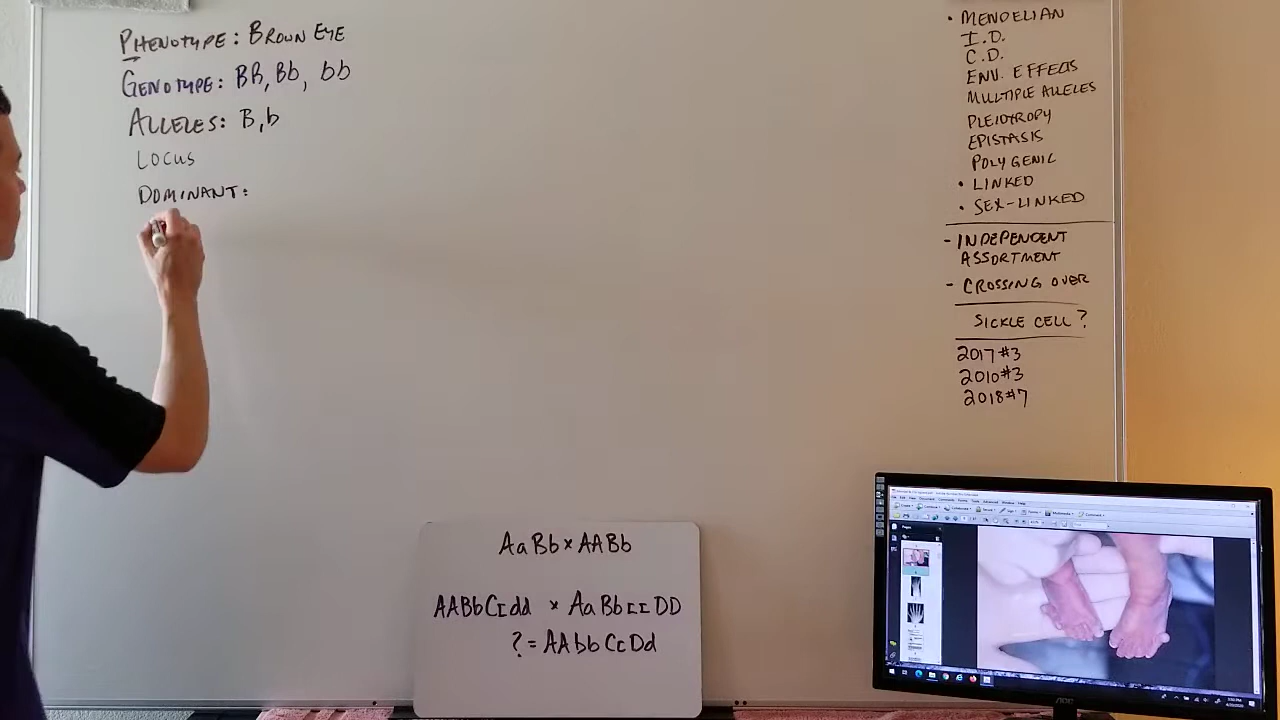 PHENOTYPE: BROWN EYE
GENOTYPE: BB, Bb, bb
ALLELES: B, b
LOCUS
DOMINANT:
• MENDELIAN
I.D.
C.D.
ENV. EFFECTS
MULTIPLE ALLELES
PLEIOTROPY
EPISTASIS
POLYGENIC
• LINKED
• SEX-LINKED
- INDEPENDENT
ASSORTMENT
- CROSSING OVER
SICKLE CELL?
2017#3
2010#3
2018#7
AaBb x AABb
AABbCcdd x AaBbccDD
? = AAbbCcDd
AOC